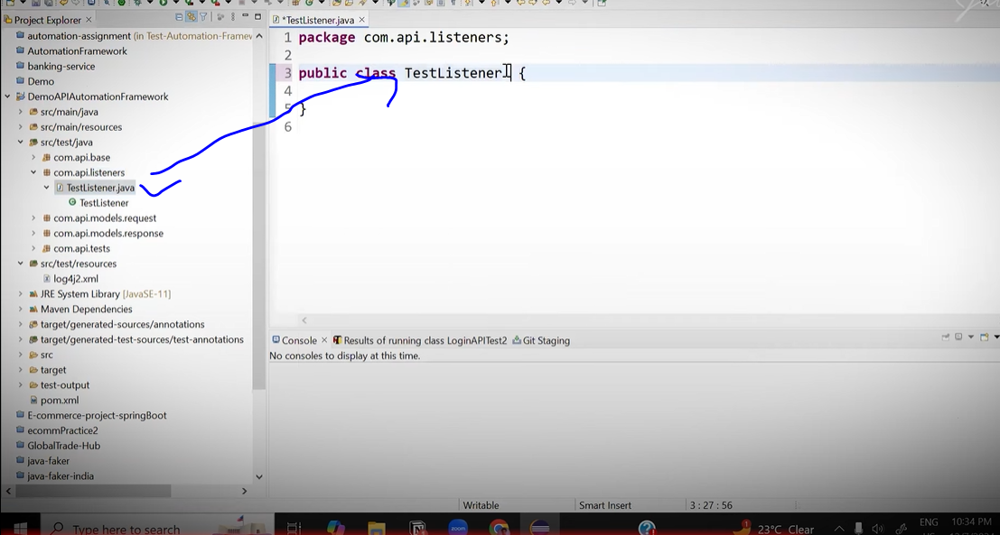 Project Explorer
*TestListener.java
automation-assignment (in Test-Automation-Framew
AutomationFramework
banking-service
Demo
DemoAPIAutomationFramework
src/main/java
src/main/resources
src/test/java
com.api.base
com.api.listeners
TestListener.java
TestListener
com.api.models.request
com.api.models.response
com.api.tests
src/test/resources
log4j2.xml
JRE System Library [JavaSE-11]
Maven Dependencies
target/generated-sources/annotations
target/generated-test-sources/test-annotations
src
target
test-output
pom.xml
E-commerce-project-springBoot
ecommPractice2
GlobalTrade-Hub
java-faker
java-faker-india
1 package com.api.listeners;
2
3 public class TestListener {
4
5 }
6
Console
Results of running class LoginAPITest2
Git Staging
No consoles to display at this time.
Writable
Smart Insert
3 : 27 : 56
Type here to search
zoom
1
23°C Clear
ENG
10:34 PM